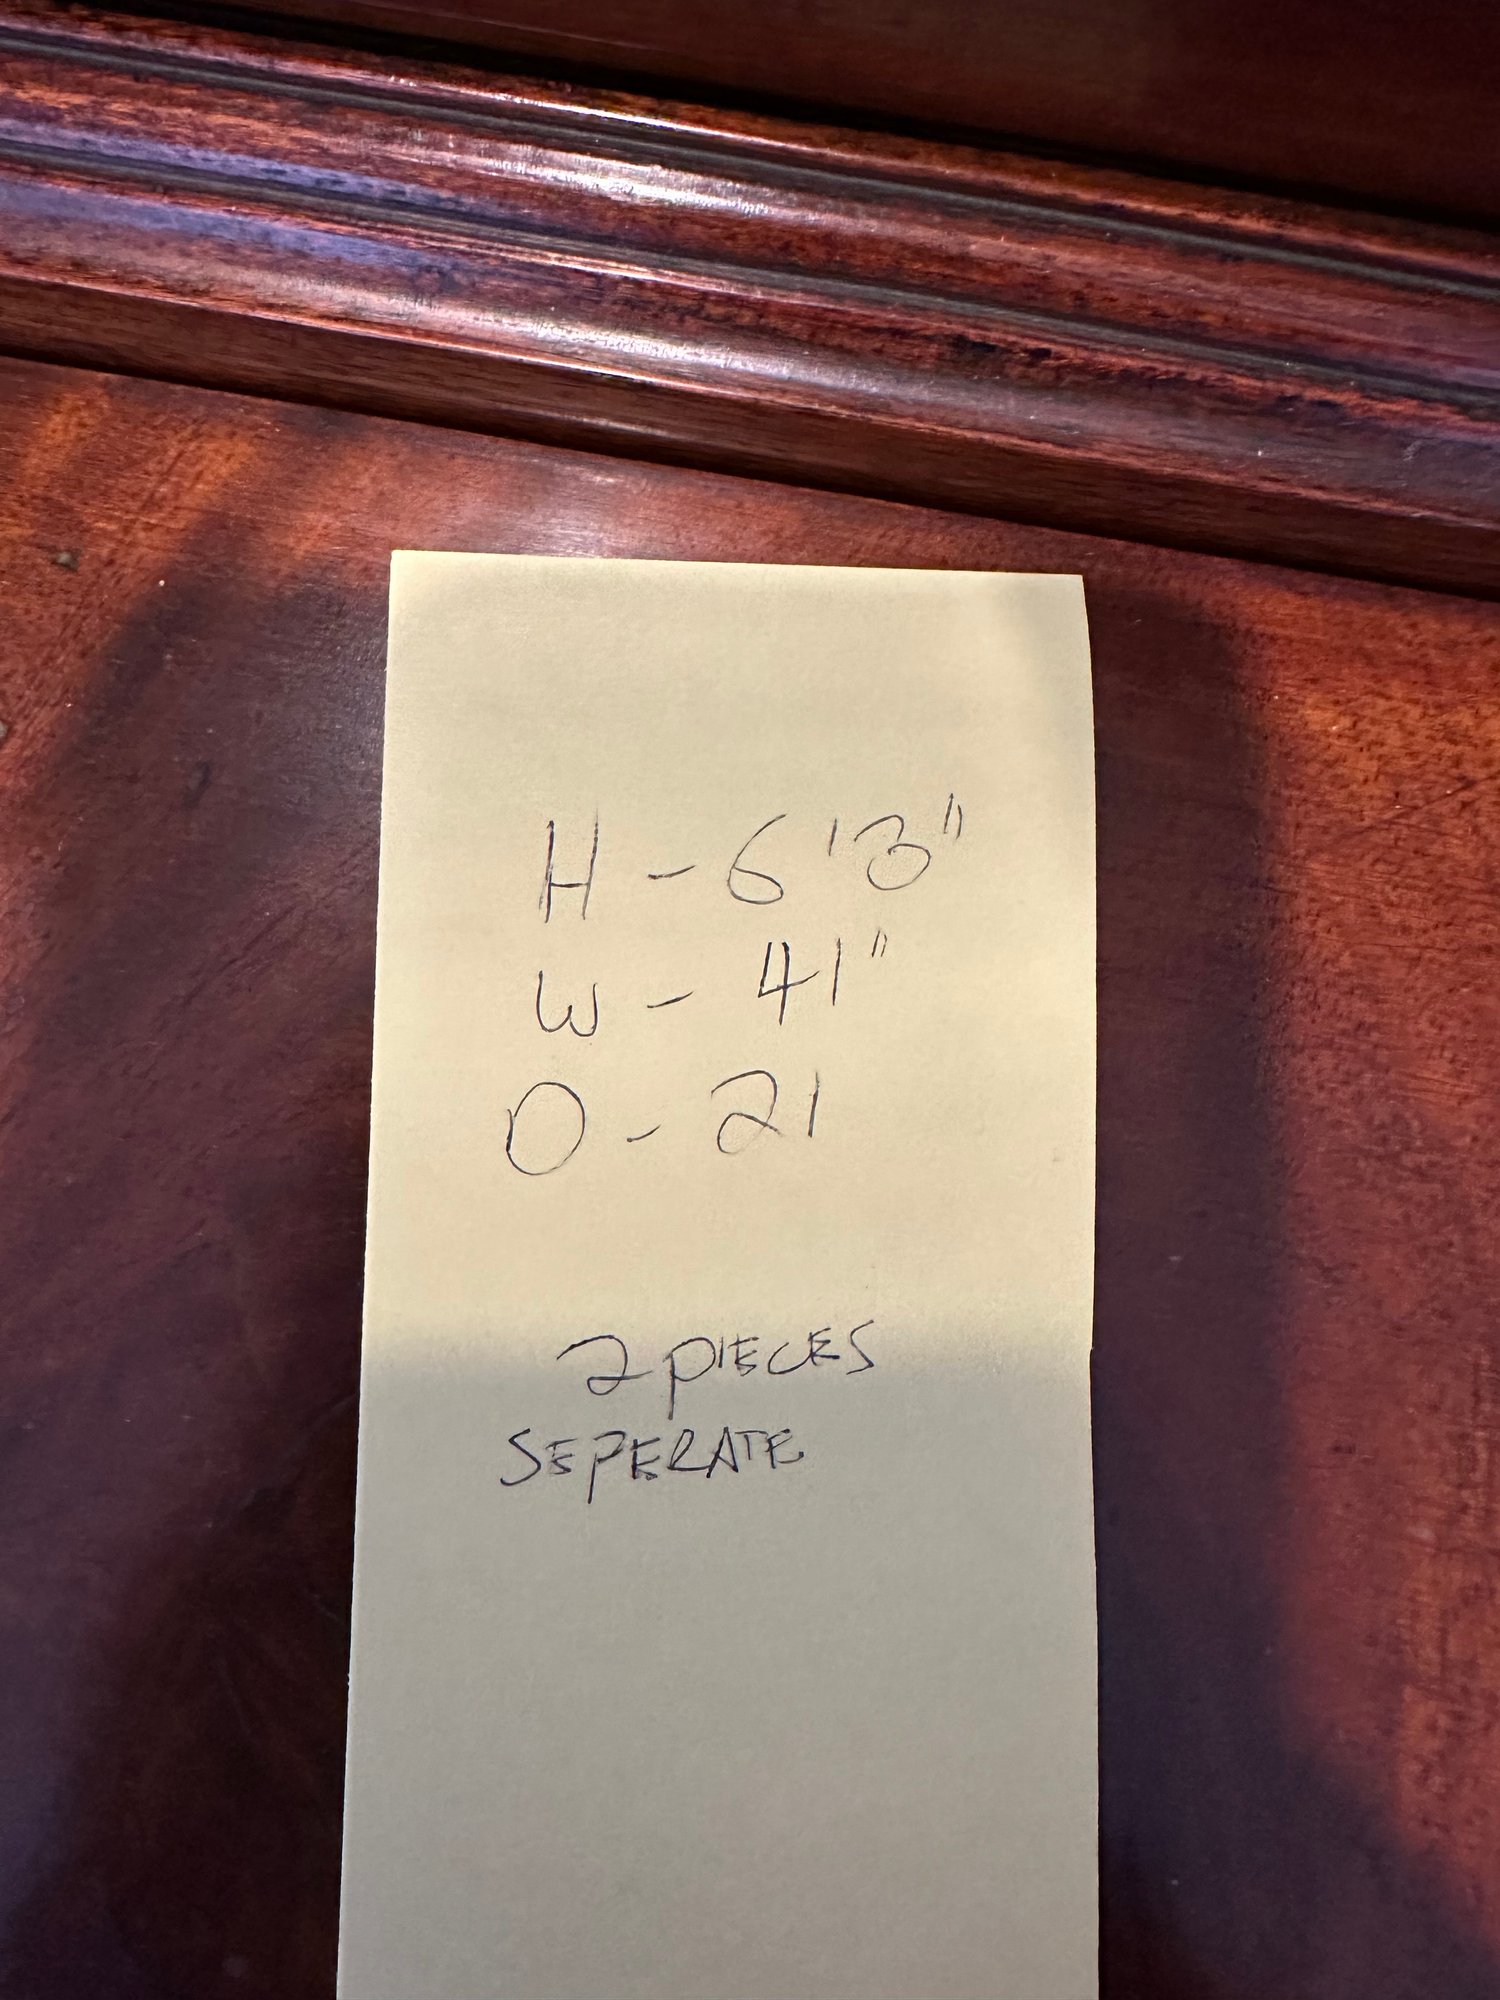 H - 6'3"
W - 41"
D - 21
2 PIECES
SEPERATE